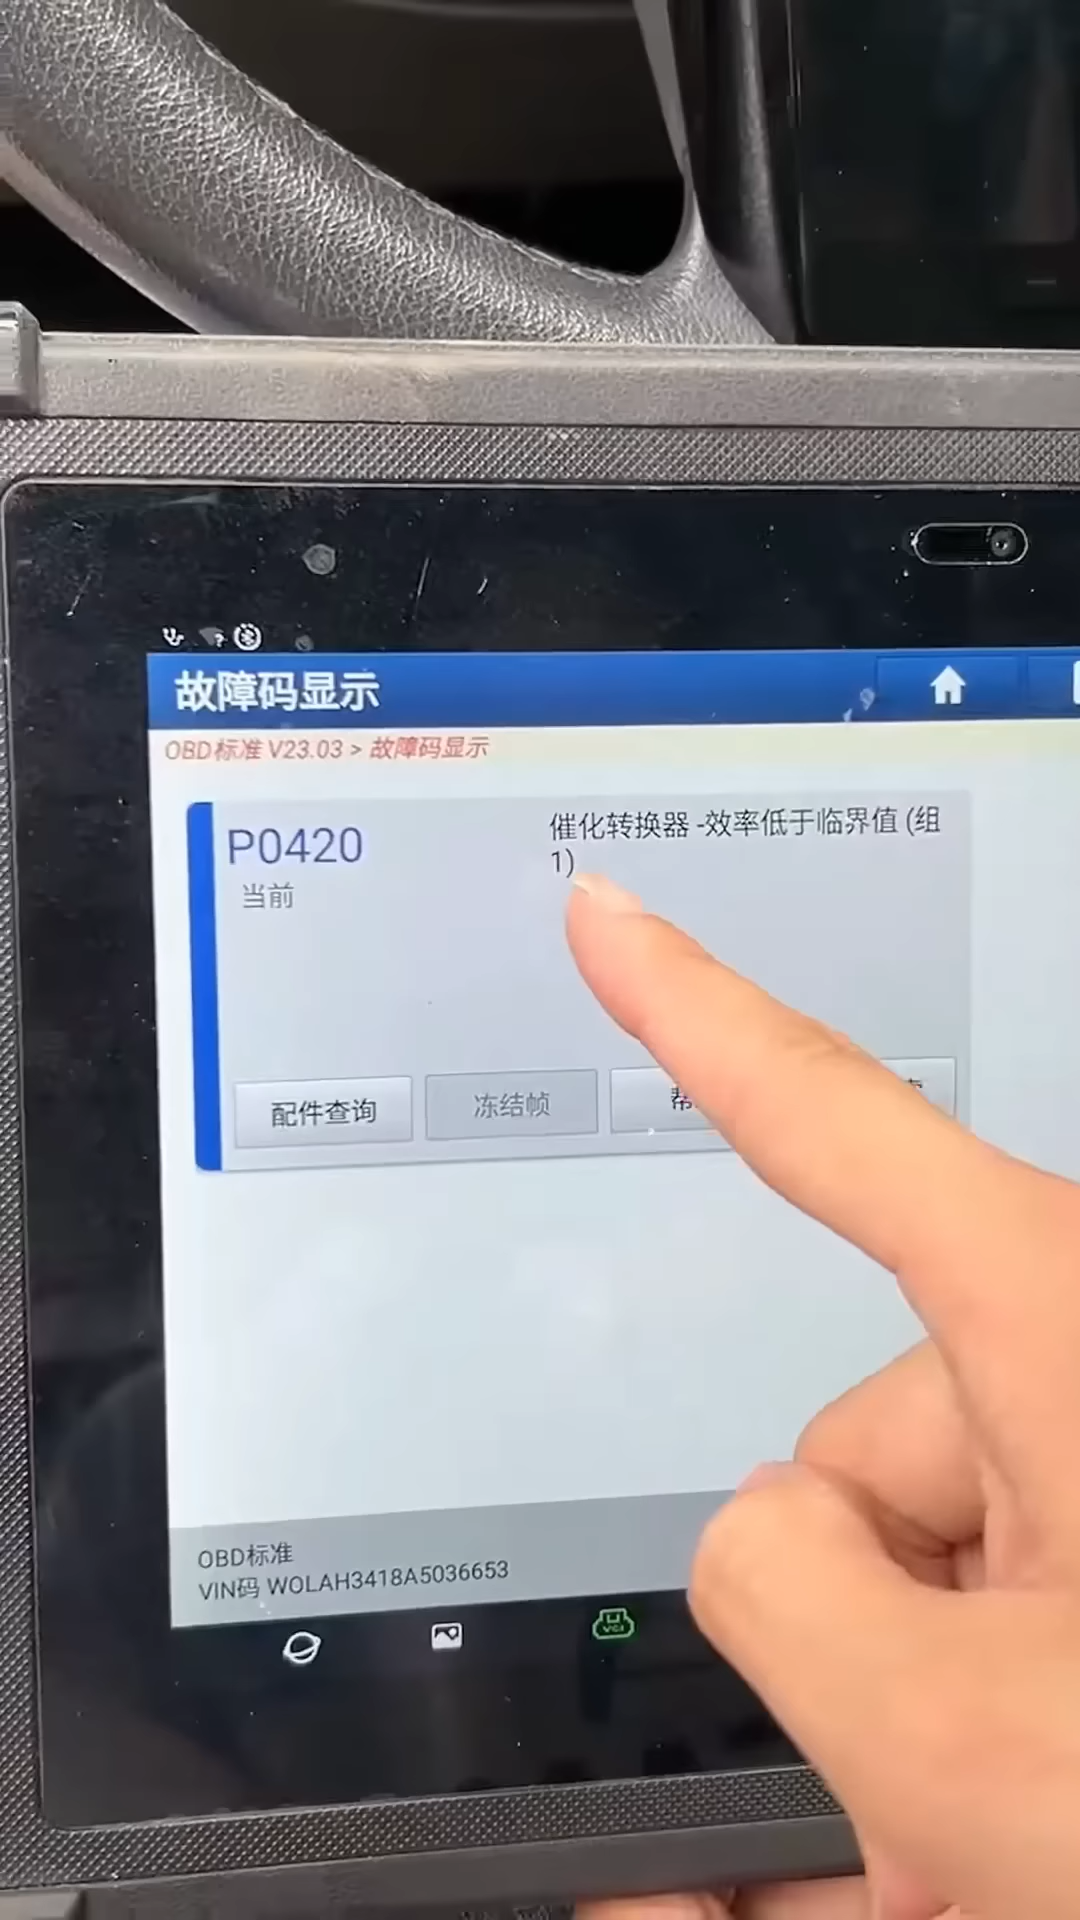 故障码显示
OBD标准 V23.03 > 故障码显示
P0420
当前
催化转换器 -效率低于临界值 (组
1)
配件查询
冻结帧
OBD标准
VIN码 WOLAH3418A5036653
VCI